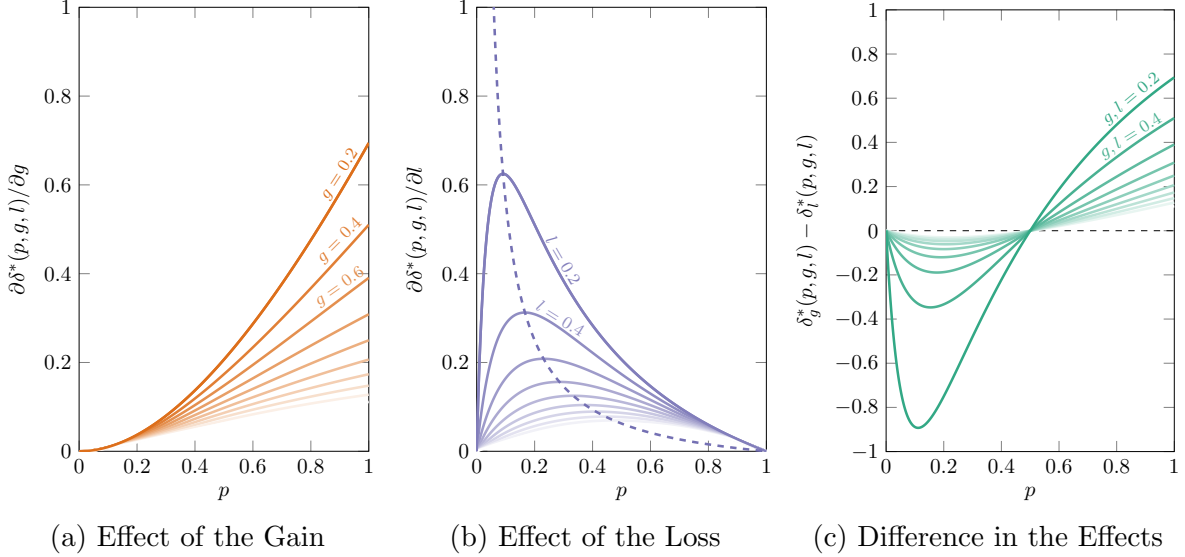 1
0.8
0.6
0.4
0.2
0
0
0.2
0.4
0.6
0.8
1
∂δ*(p, g, l)/∂g
p
g = 0.2
g = 0.4
g = 0.6
(a) Effect of the Gain
1
0.8
0.6
0.4
0.2
0
0
0.2
0.4
0.6
0.8
1
∂δ*(p, g, l)/∂l
p
l = 0.2
l = 0.4
(b) Effect of the Loss
1
0.8
0.6
0.4
0.2
0
−0.2
−0.4
−0.6
−0.8
−1
0
0.2
0.4
0.6
0.8
1
δ*g(p, g, l) − δ*l(p, g, l)
p
g, l = 0.2
g, l = 0.4
(c) Difference in the Effects